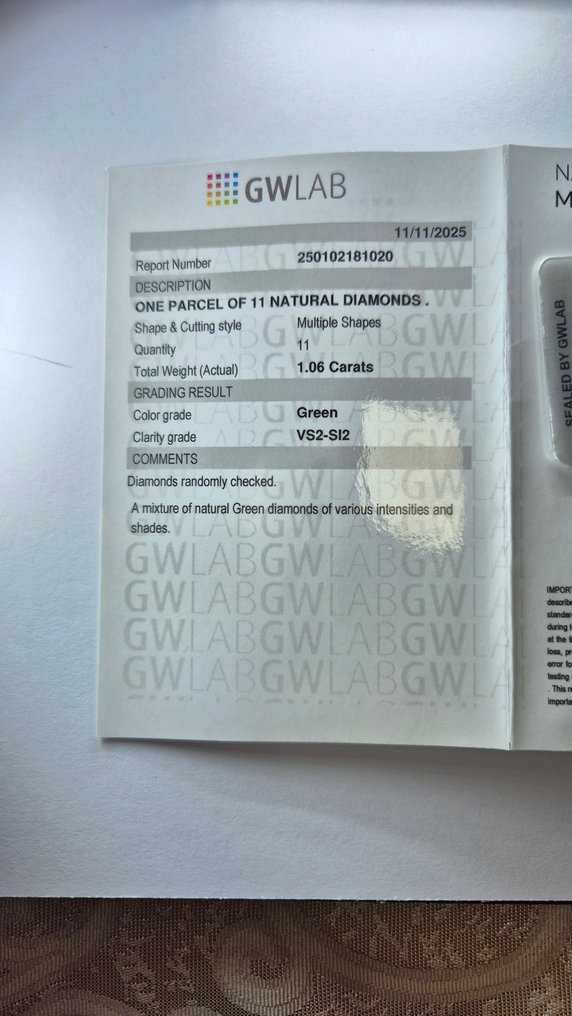 GWLAB
11/11/2025
Report Number 250102181020
DESCRIPTION
ONE PARCEL OF 11 NATURAL DIAMONDS .
Shape & Cutting style Multiple Shapes
Quantity 11
Total Weight (Actual) 1.06 Carats
GRADING RESULT
Color grade Green
Clarity grade VS2-SI2
COMMENTS
Diamonds randomly checked.
A mixture of natural Green diamonds of various intensities and
shades.
SEALED BY GWLAB